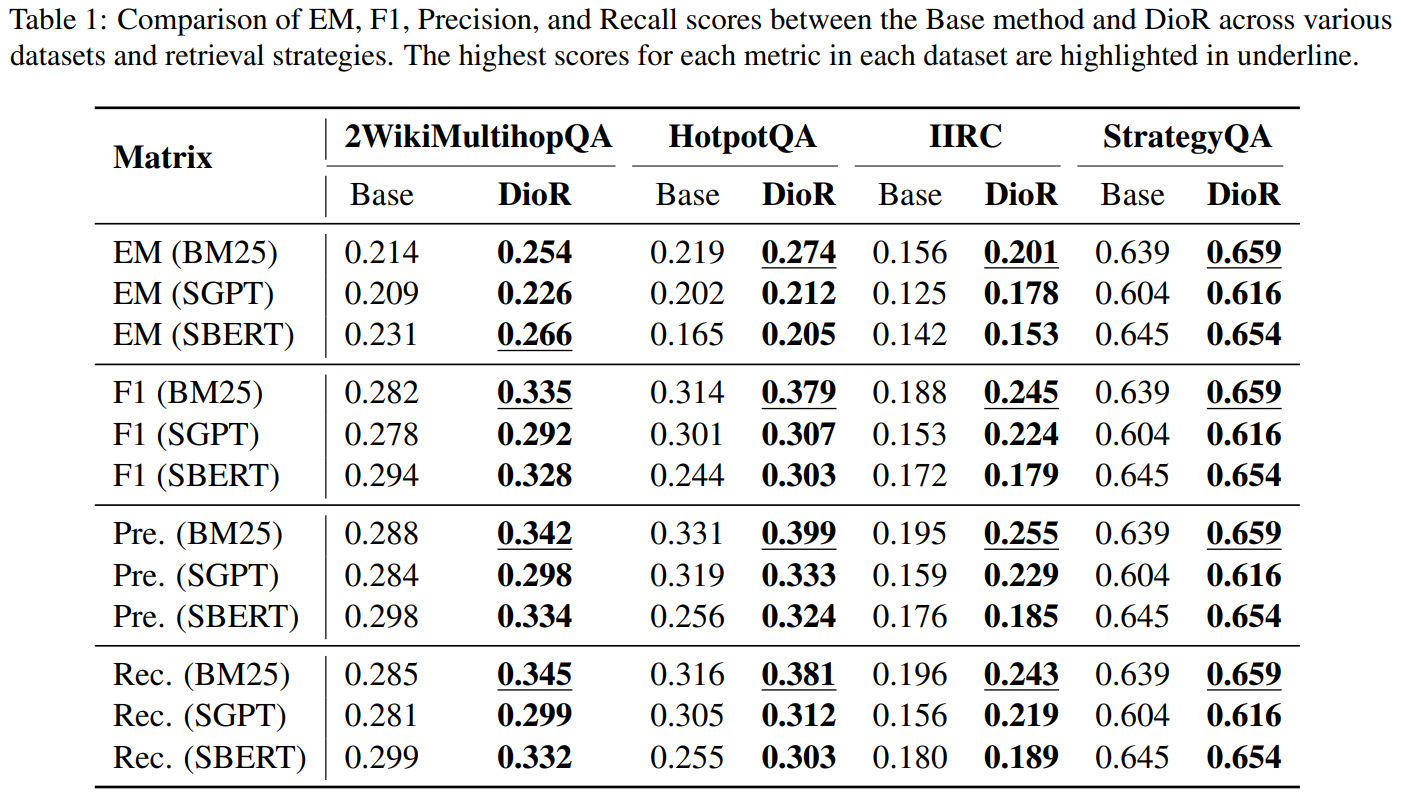 Table 1: Comparison of EM, F1, Precision, and Recall scores between the Base method and DioR across various
datasets and retrieval strategies. The highest scores for each metric in each dataset are highlighted in underline.
Matrix 2WikiMultihopQA HotpotQA IIRC StrategyQA
Base DioR Base DioR Base DioR Base DioR
EM (BM25) 0.214 0.254 0.219 0.274 0.156 0.201 0.639 0.659
EM (SGPT) 0.209 0.226 0.202 0.212 0.125 0.178 0.604 0.616
EM (SBERT) 0.231 0.266 0.165 0.205 0.142 0.153 0.645 0.654
F1 (BM25) 0.282 0.335 0.314 0.379 0.188 0.245 0.639 0.659
F1 (SGPT) 0.278 0.292 0.301 0.307 0.153 0.224 0.604 0.616
F1 (SBERT) 0.294 0.328 0.244 0.303 0.172 0.179 0.645 0.654
Pre. (BM25) 0.288 0.342 0.331 0.399 0.195 0.255 0.639 0.659
Pre. (SGPT) 0.284 0.298 0.319 0.333 0.159 0.229 0.604 0.616
Pre. (SBERT) 0.298 0.334 0.256 0.324 0.176 0.185 0.645 0.654
Rec. (BM25) 0.285 0.345 0.316 0.381 0.196 0.243 0.639 0.659
Rec. (SGPT) 0.281 0.299 0.305 0.312 0.156 0.219 0.604 0.616
Rec. (SBERT) 0.299 0.332 0.255 0.303 0.180 0.189 0.645 0.654